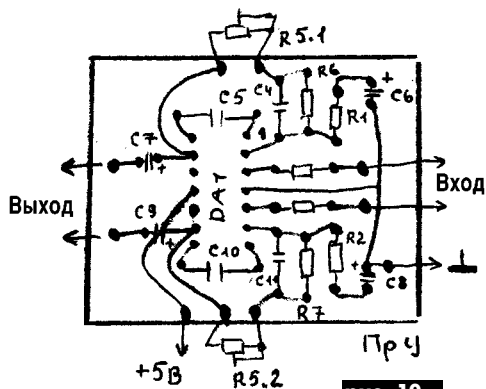 R5.1
C4
R6
+
C6
C5
R1
1
C7
+
Выход
DA1
Вход
C9
+
R2
C10
C11
+
C8
R7
Пр У
+5В
R5.2